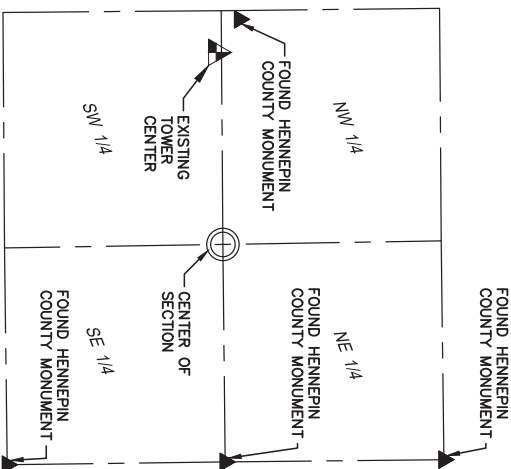 FOUND HENNEPIN
COUNTY MONUMENT
NW 1/4
NE 1/4
FOUND HENNEPIN
COUNTY MONUMENT
FOUND HENNEPIN
COUNTY MONUMENT
EXISTING
TOWER
CENTER
CENTER OF
SECTION
SW 1/4
SE 1/4
FOUND HENNEPIN
COUNTY MONUMENT